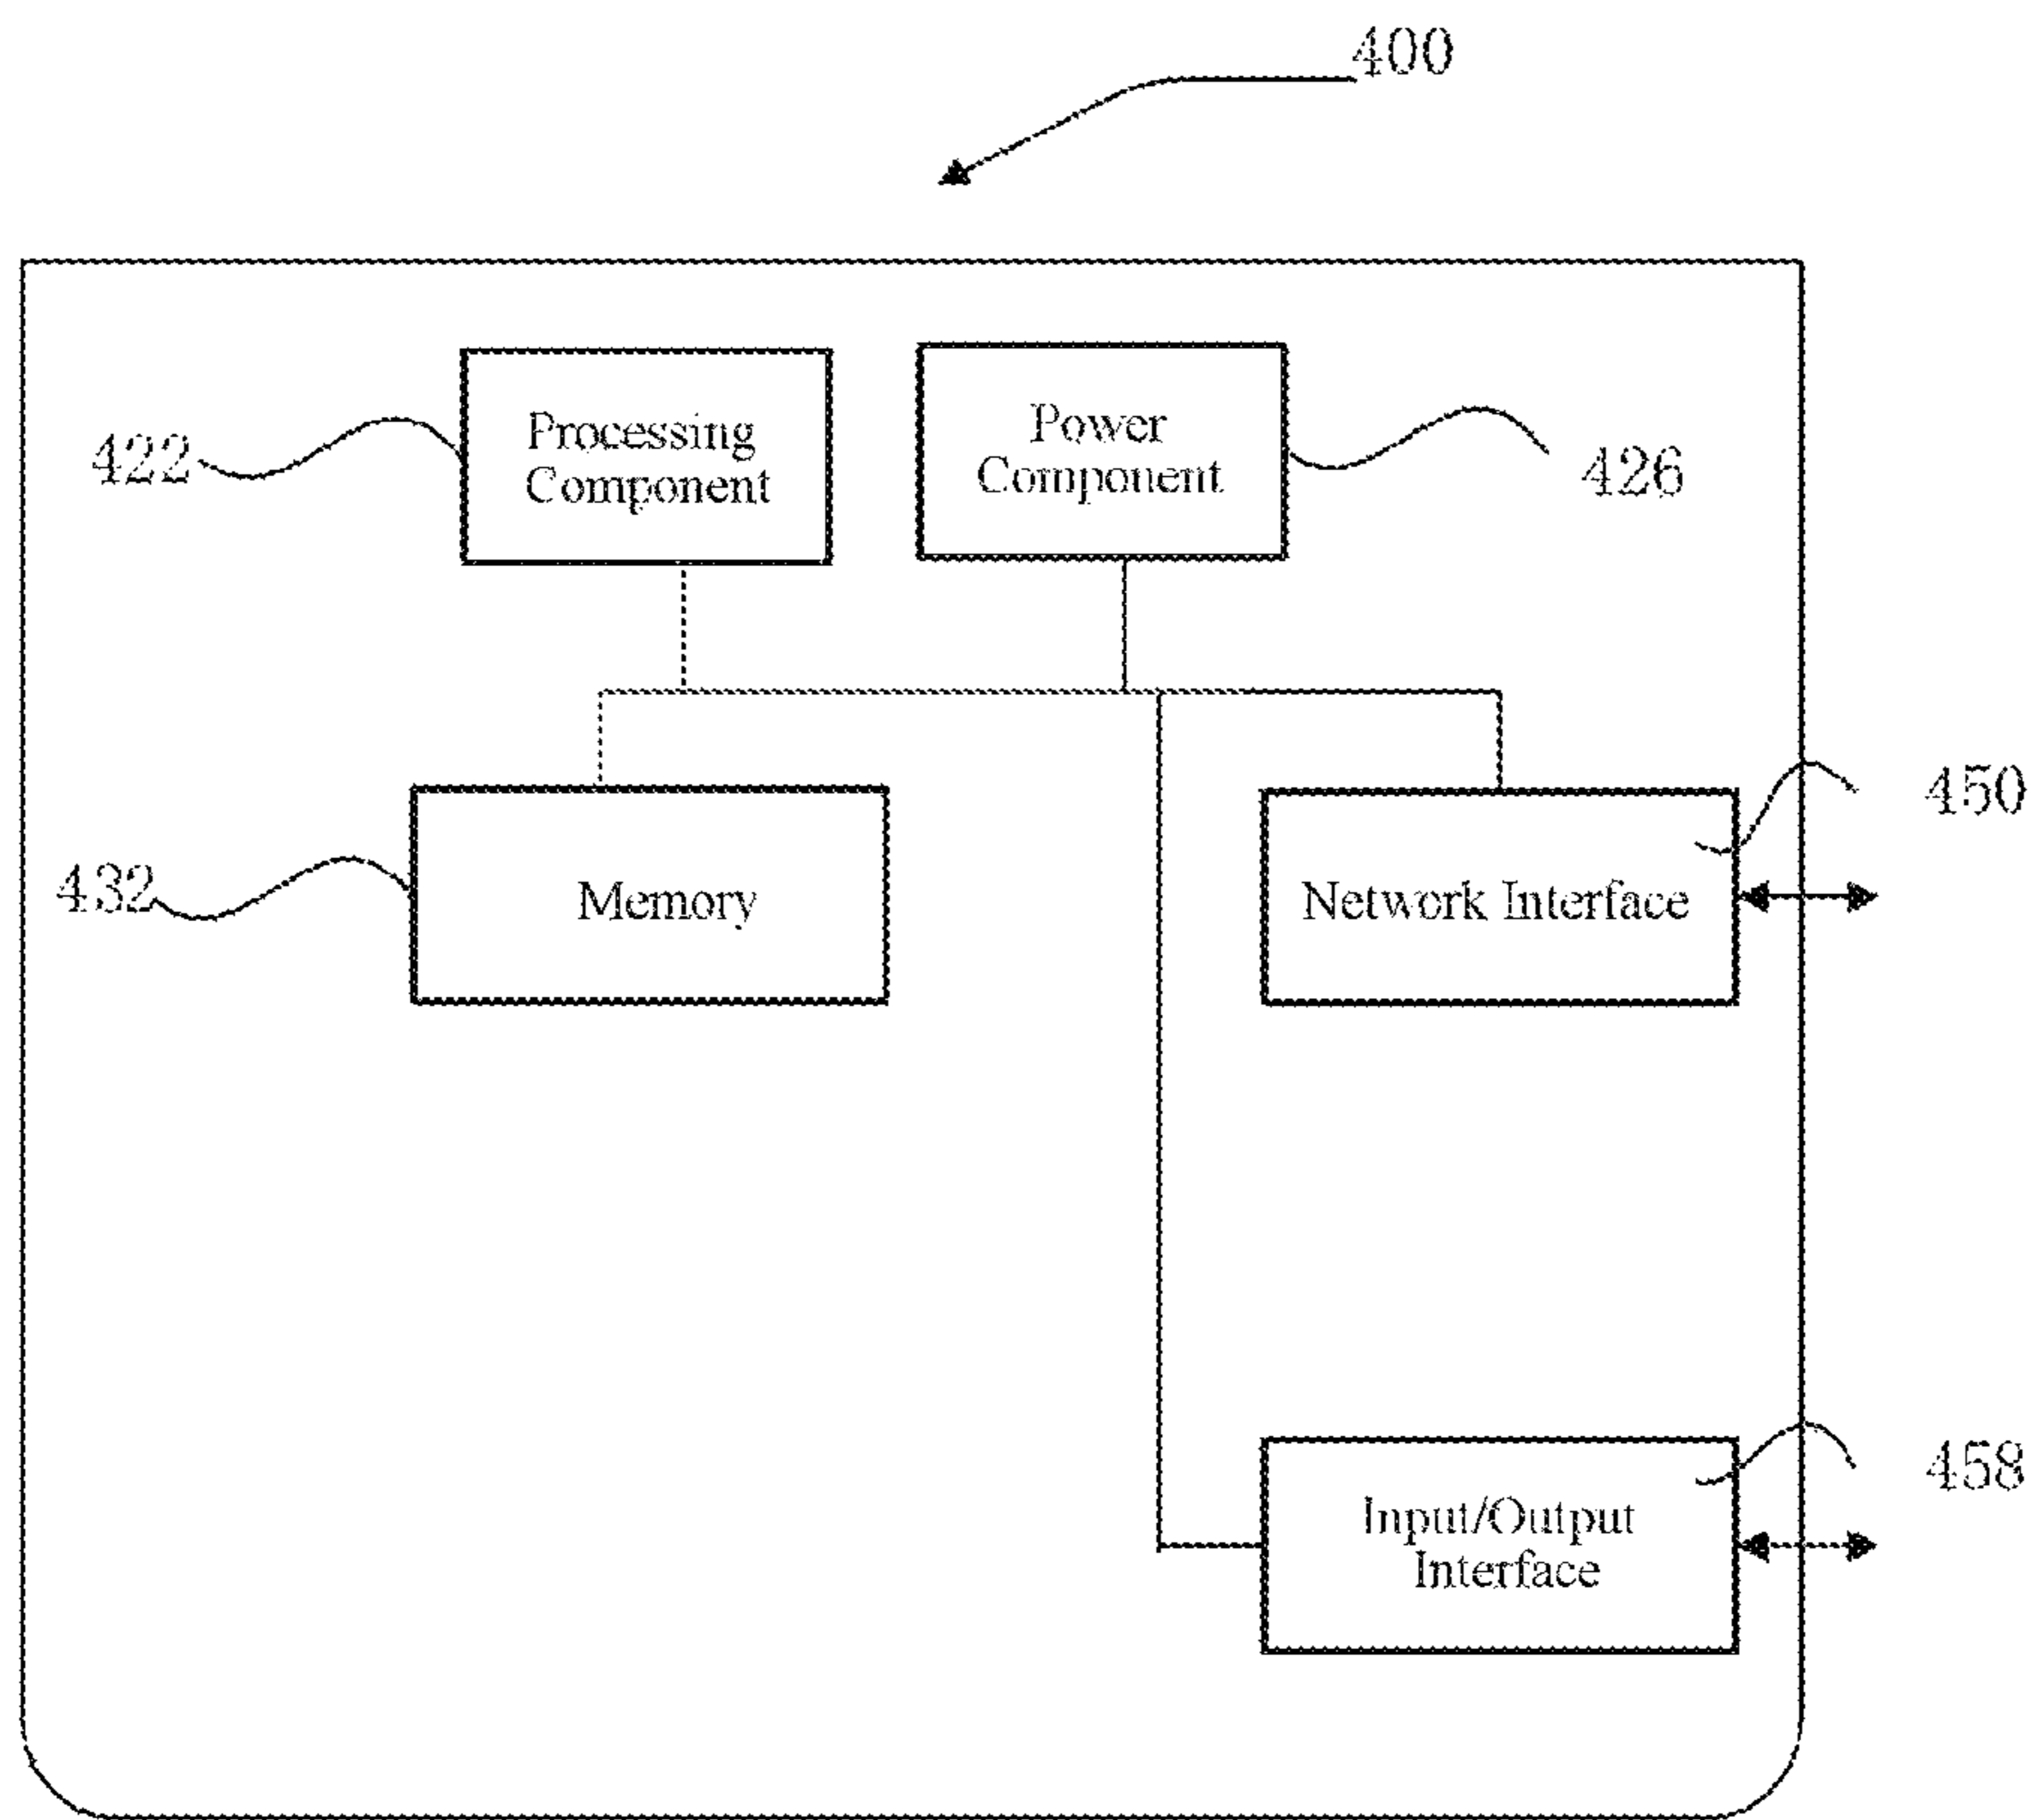 400
Processing
Component
Power
Component
422
426
450
432
Memory
Network Interface
458
Input/Output
Interface